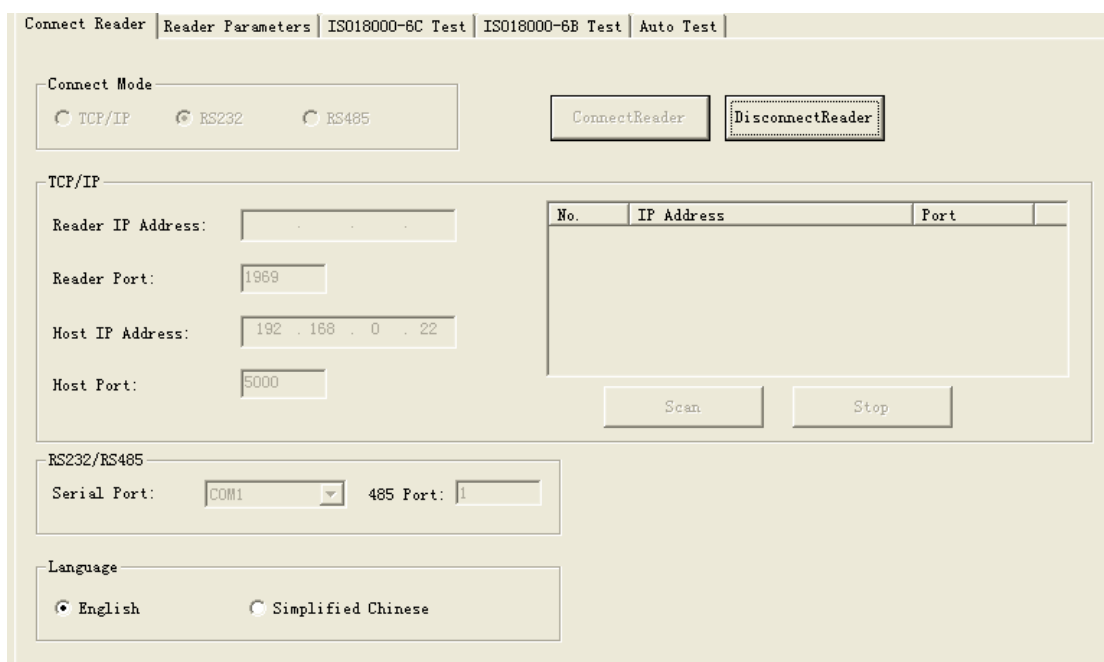 Connect Reader Reader Parameters ISO18000-6C Test ISO18000-6B Test Auto Test
Connect Mode
TCP/IP RS232 RS485
ConnectReader DisconnectReader
TCP/IP
Reader IP Address: . . .
No. IP Address Port
Reader Port: 1969
Host IP Address: 192 . 168 . 0 . 22
Host Port: 5000
Scan Stop
RS232/RS485
Serial Port: COM1 485 Port: 1
Language
English Simplified Chinese